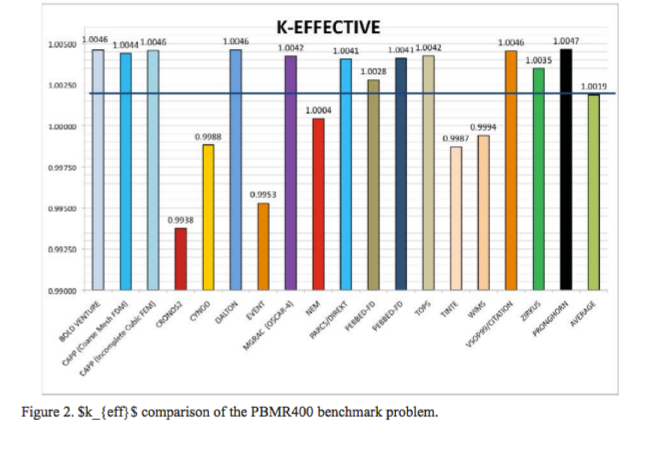 K-EFFECTIVE
1.00500
1.00250
1.00000
0.99750
0.99500
0.99250
0.99000
1.0046
1.0044
1.0046
0.9938
0.9988
1.0046
0.9953
1.0042
1.0004
1.0041
1.0028
1.0041
1.0042
0.9987
0.9994
1.0046
1.0035
1.0047
1.0019
BOLD VENTURE
CAPP (Coarse Mesh FDM)
CAPP (Incomplete Cubic FEM)
CRONOS2
CYNOD
DALTON
EVENT
MGRAC (OSCAR-4)
NEM
PARCS/DIREKT
PEBBED-FD
PEBBED-FD
TOPS
TINTE
WIMS
VSOP99/CITATION
ZIRKUS
PRONGHORN
AVERAGE
Figure 2. $k_{eff}$ comparison of the PBMR400 benchmark problem.